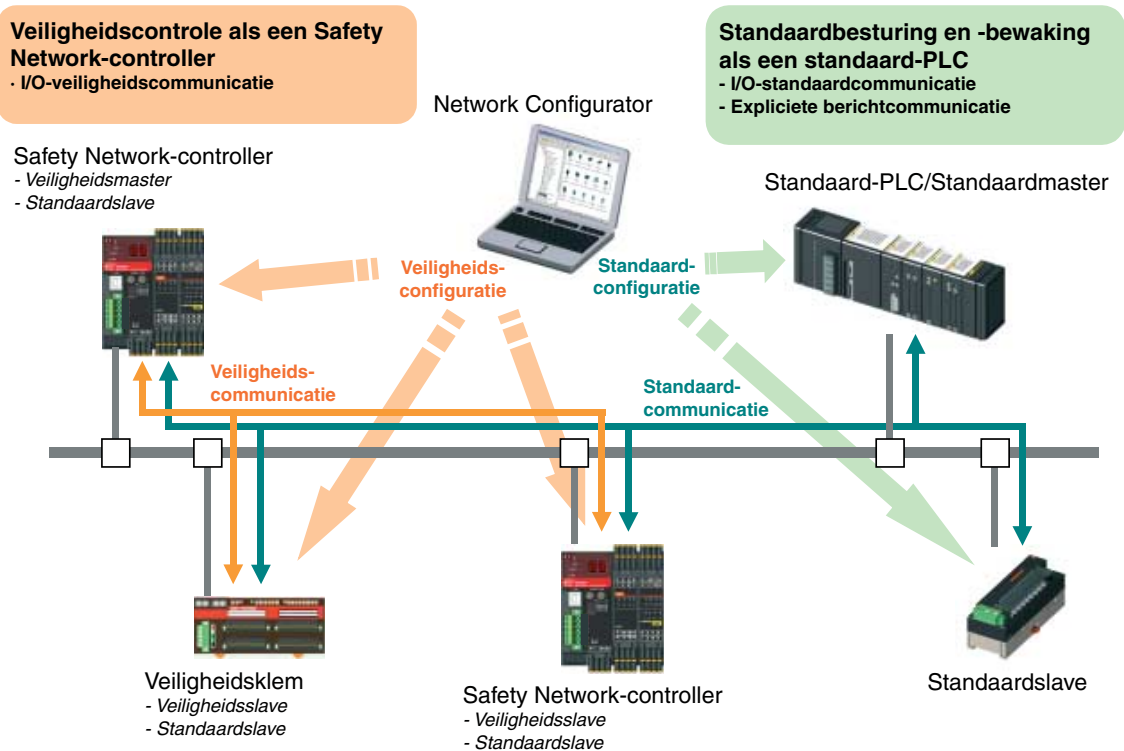 Veiligheidscontrole als een Safety
Network-controller
· I/O-veiligheidscommunicatie
Standaardbesturing en -bewaking
als een standaard-PLC
- I/O-standaardcommunicatie
- Expliciete berichtcommunicatie
Network Configurator
Safety Network-controller
- Veiligheidsmaster
- Standaardslave
Standaard-PLC/Standaardmaster
Veiligheids-
configuratie
Standaard-
configuratie
Veiligheids-
communicatie
Standaard-
communicatie
Veiligheidsklem
- Veiligheidsslave
- Standaardslave
Safety Network-controller
- Veiligheidsslave
- Standaardslave
Standaardslave